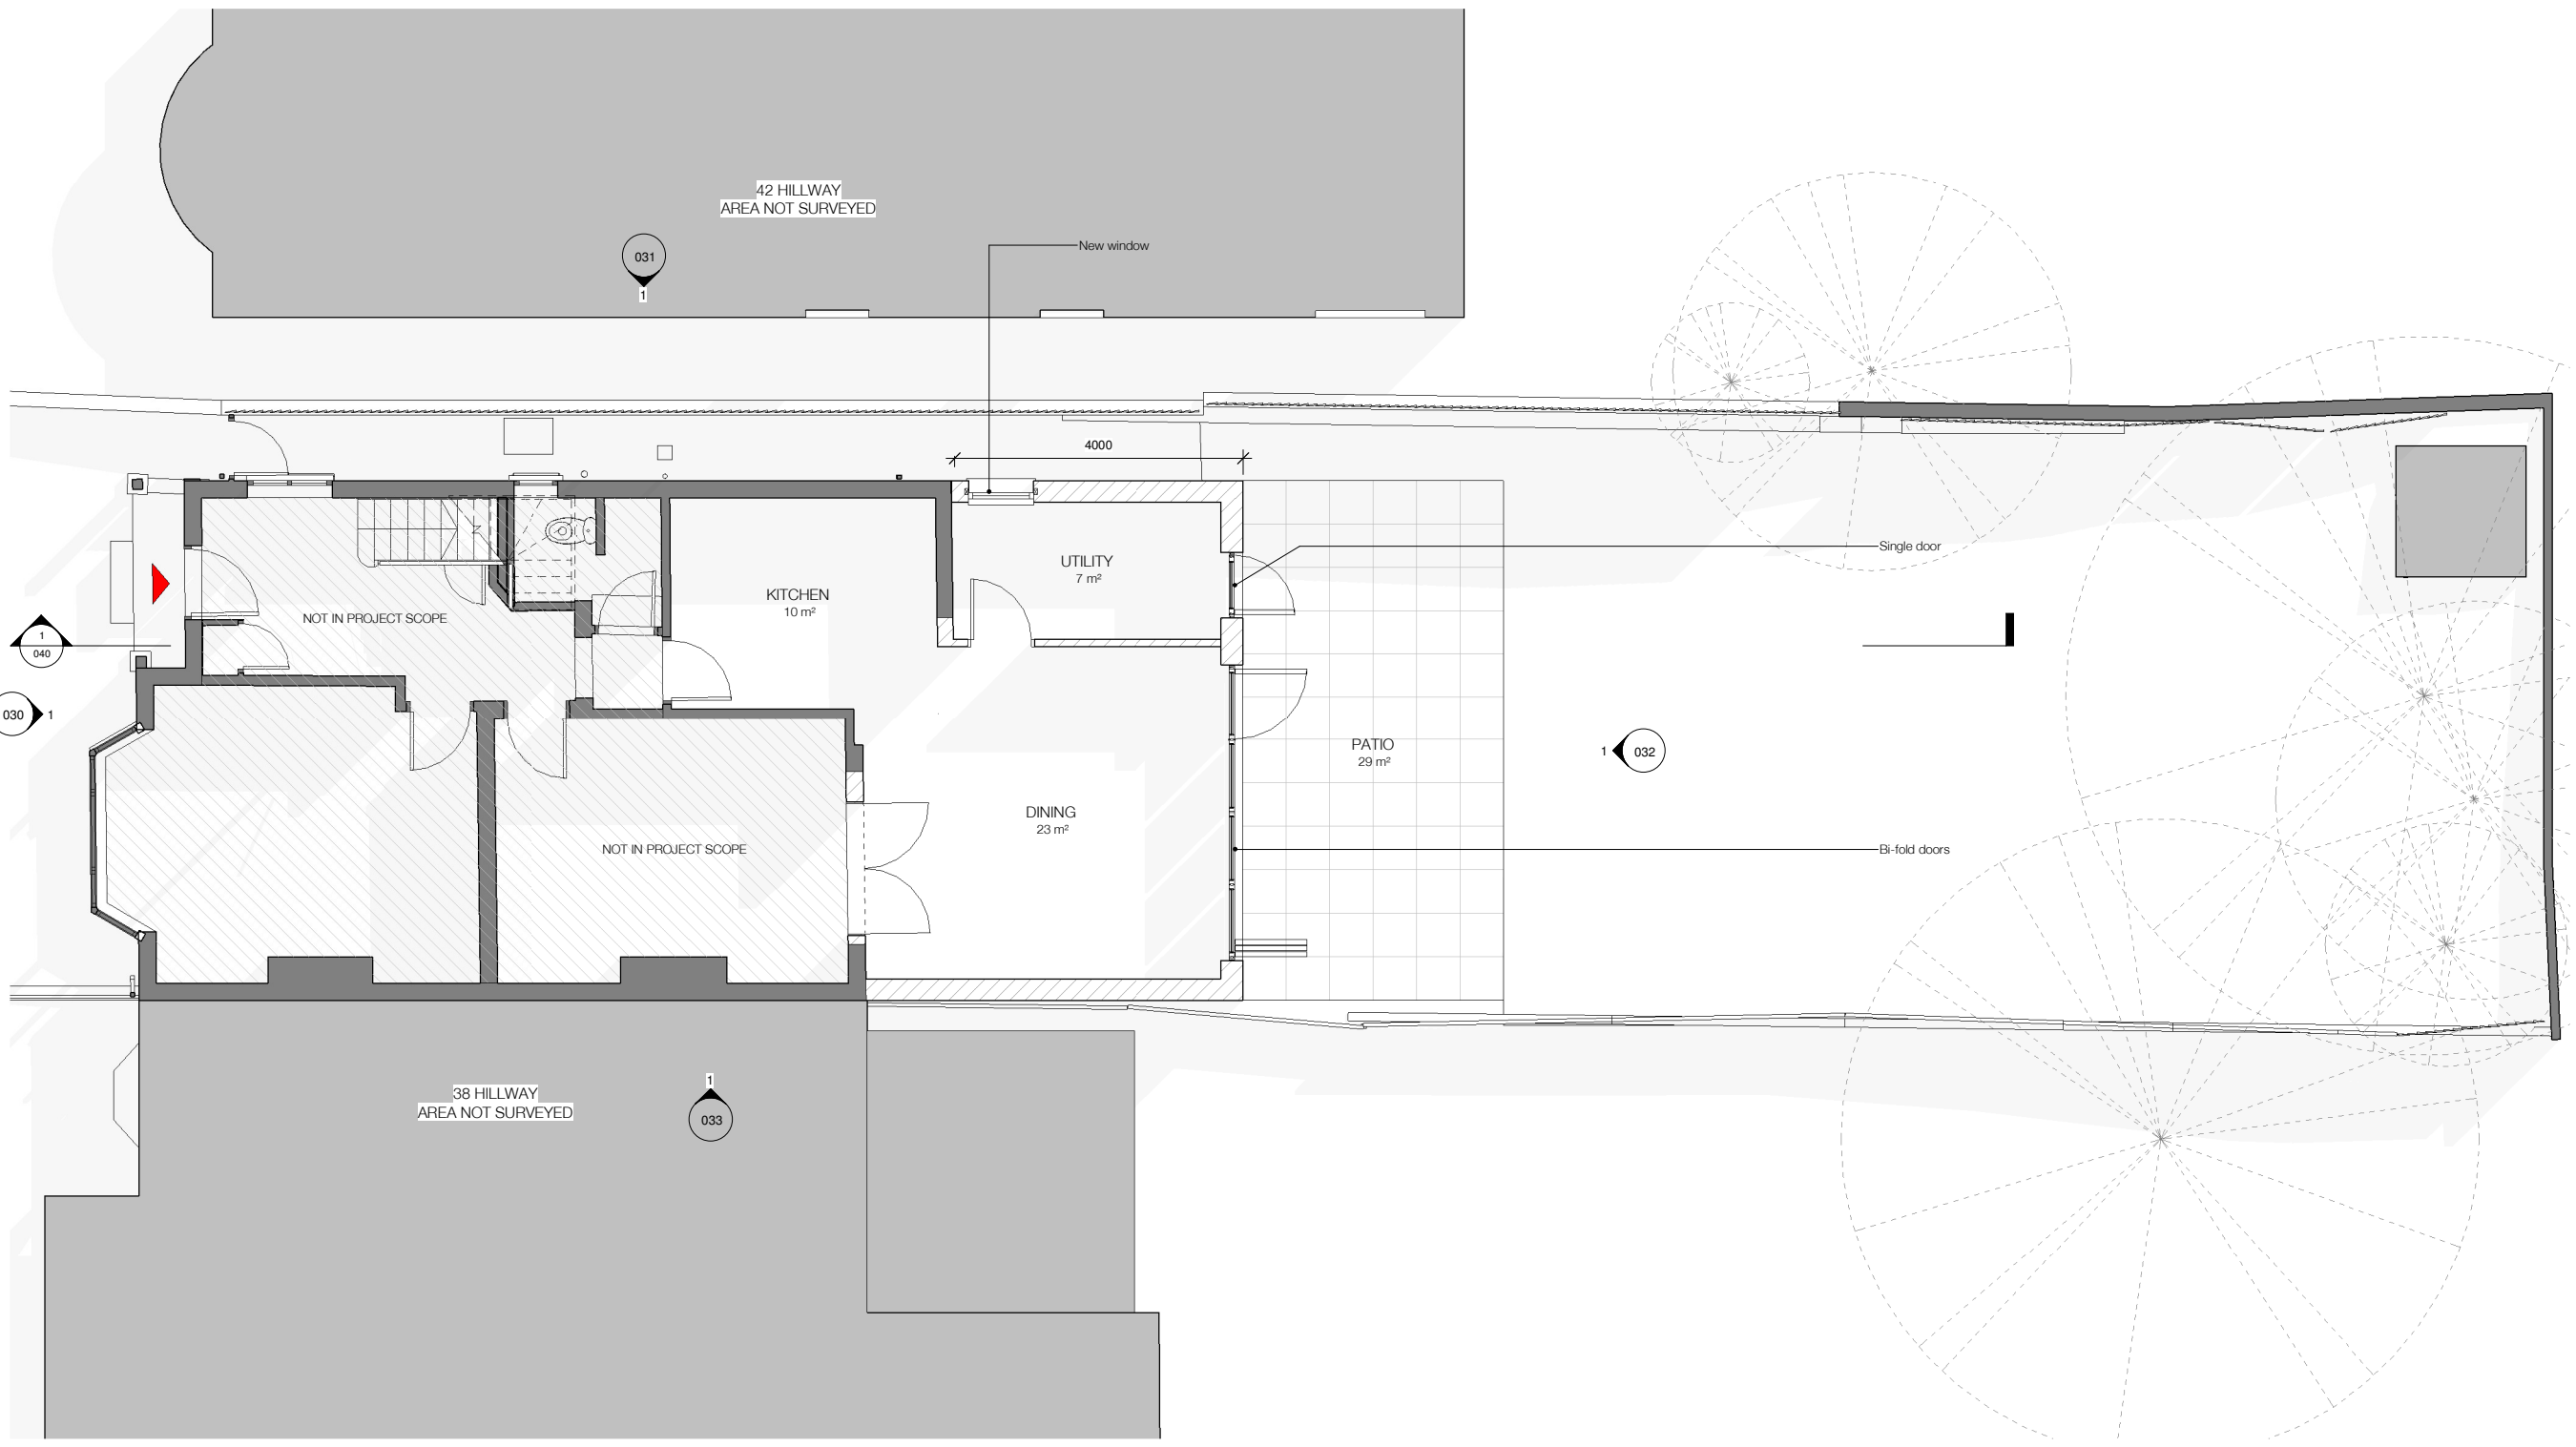 42 HILLWAY
AREA NOT SURVEYED
031
1
New window
4000
UTILITY
7 m²
Single door
KITCHEN
10 m²
NOT IN PROJECT SCOPE
1
040
030
1
PATIO
29 m²
1
032
DINING
23 m²
NOT IN PROJECT SCOPE
Bi-fold doors
38 HILLWAY
AREA NOT SURVEYED
1
033